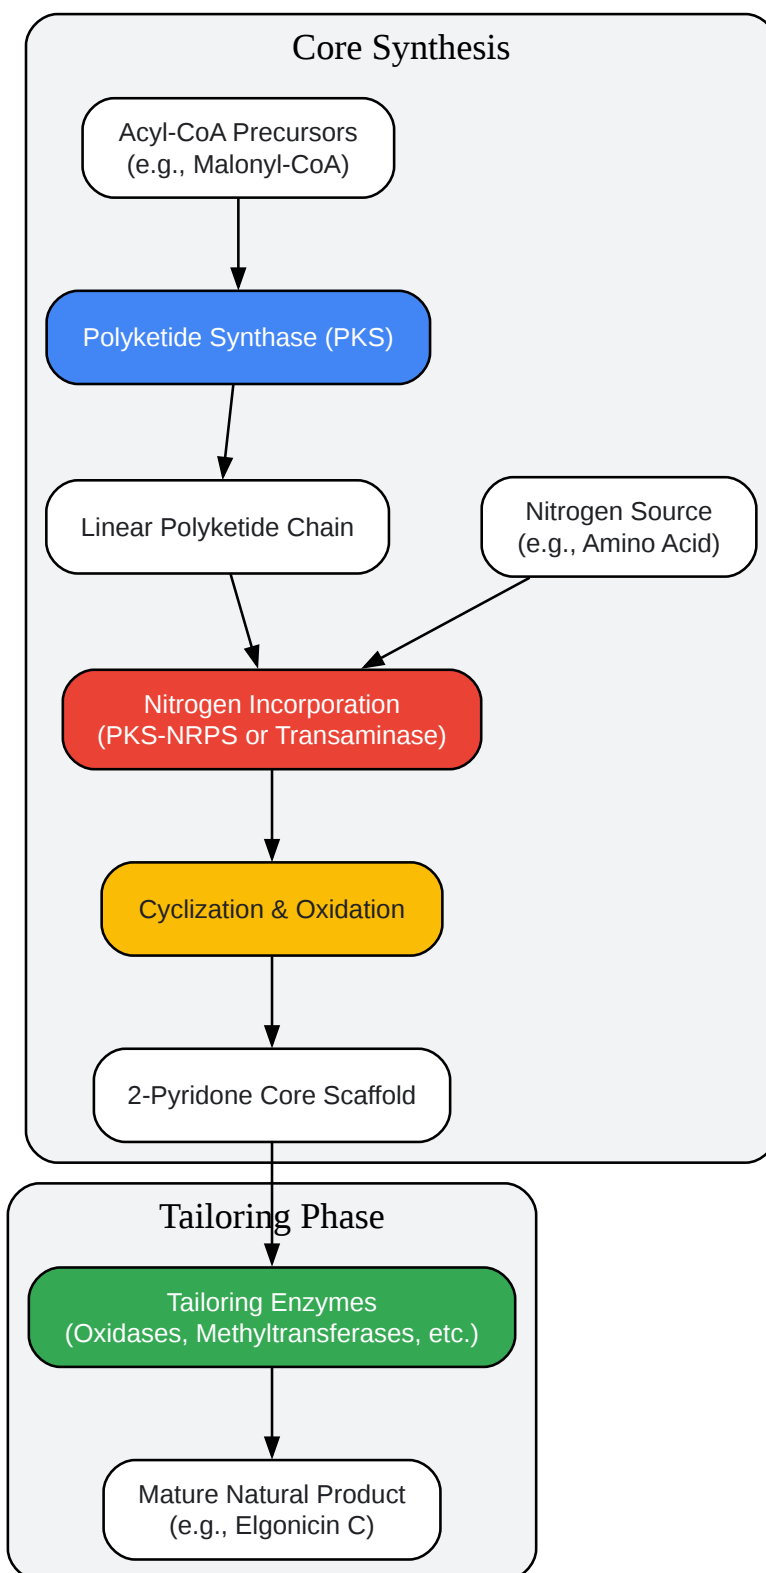 Core Synthesis
Acyl-CoA Precursors
(e.g., Malonyl-CoA)
Polyketide Synthase (PKS)
Linear Polyketide Chain
Nitrogen Source
(e.g., Amino Acid)
Nitrogen Incorporation
(PKS-NRPS or Transaminase)
Cyclization & Oxidation
2-Pyridone Core Scaffold
Tailoring Phase
Tailoring Enzymes
(Oxidases, Methyltransferases, etc.)
Mature Natural Product
(e.g., Elgonicin C)